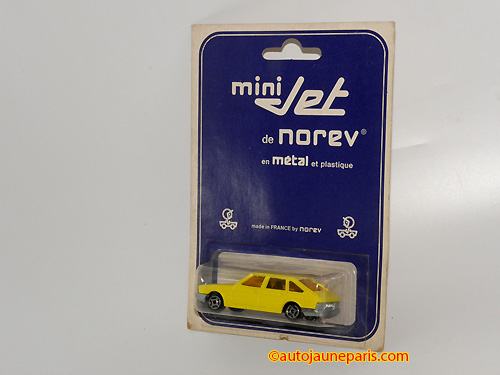 mini Jet
de norev®
en métal et plastique
made in FRANCE by norev
©autojauneparis.com